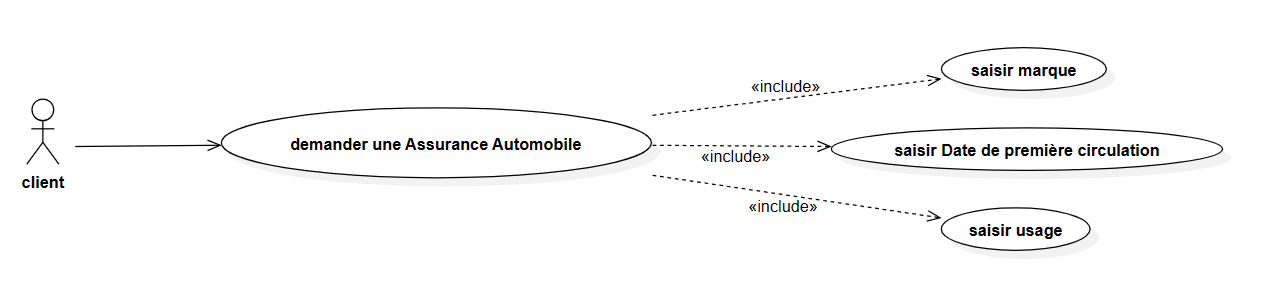 «include»
saisir marque
client
demander une Assurance Automobile
«include»
saisir Date de première circulation
«include»
saisir usage